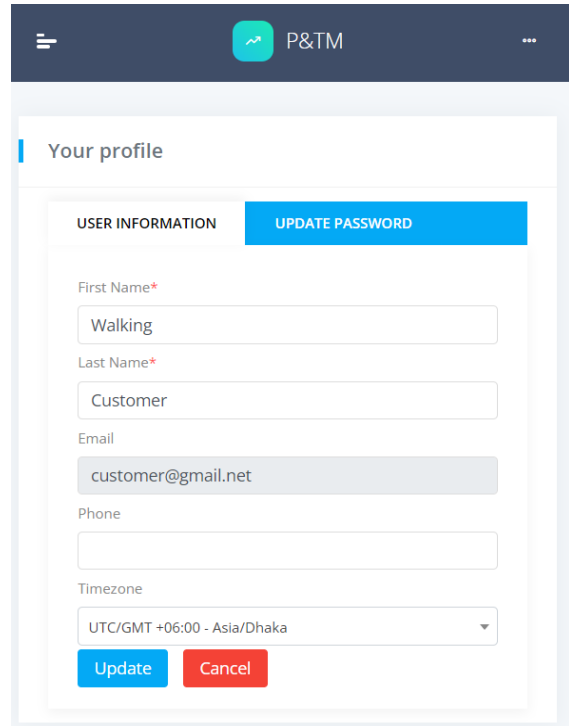 P&TM
Your profile
USER INFORMATION UPDATE PASSWORD
First Name*
Walking
Last Name*
Customer
Email
customer@gmail.net
Phone
Timezone
UTC/GMT +06:00 - Asia/Dhaka
Update Cancel